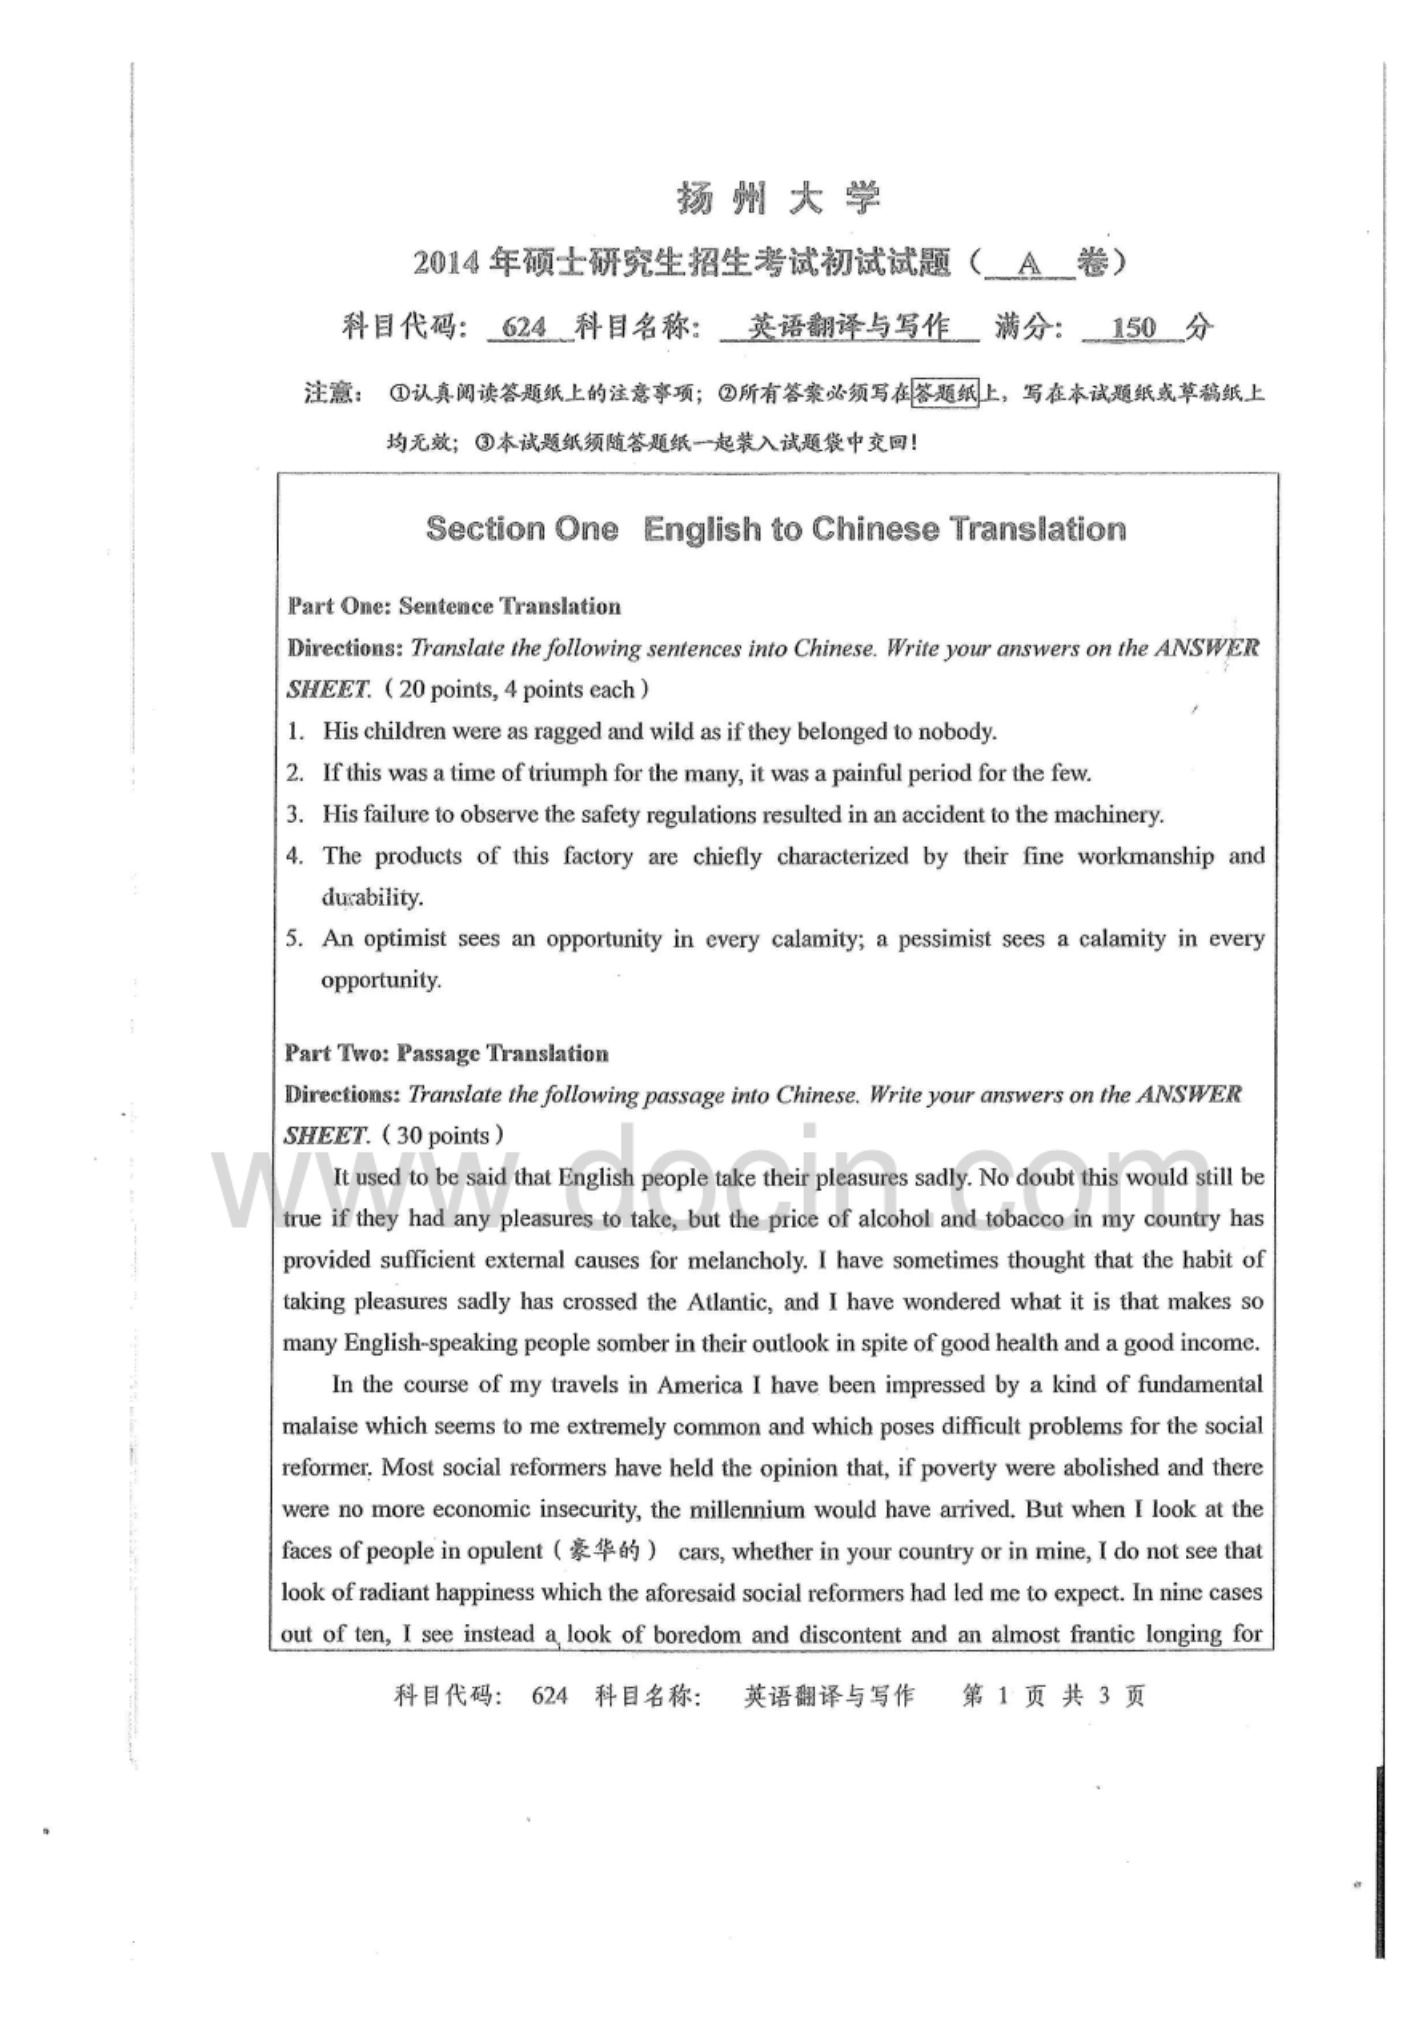 扬 州 大 学
2014 年硕士研究生招生考试初试试题（ A 卷）
科目代码： 624 科目名称： 英语翻译与写作 满分： 150 分
注意： ①认真阅读答题纸上的注意事项；②所有答案必须写在答题纸上，写在本试题纸或草稿纸上
均无效；③本试题纸须随答题纸一起装入试题袋中交回！
Section One English to Chinese Translation
Part One: Sentence Translation
Directions: Translate the following sentences into Chinese. Write your answers on the ANSWER
SHEET.（20 points, 4 points each）
1. His children were as ragged and wild as if they belonged to nobody.
2. If this was a time of triumph for the many, it was a painful period for the few.
3. His failure to observe the safety regulations resulted in an accident to the machinery.
4. The products of this factory are chiefly characterized by their fine workmanship and
durability.
5. An optimist sees an opportunity in every calamity; a pessimist sees a calamity in every
opportunity.
Part Two: Passage Translation
Directions: Translate the following passage into Chinese. Write your answers on the ANSWER
SHEET.（30 points）
It used to be said that English people take their pleasures sadly. No doubt this would still be
true if they had any pleasures to take, but the price of alcohol and tobacco in my country has
provided sufficient external causes for melancholy. I have sometimes thought that the habit of
taking pleasures sadly has crossed the Atlantic, and I have wondered what it is that makes so
many English-speaking people somber in their outlook in spite of good health and a good income.
In the course of my travels in America I have been impressed by a kind of fundamental
malaise which seems to me extremely common and which poses difficult problems for the social
reformer. Most social reformers have held the opinion that, if poverty were abolished and there
were no more economic insecurity, the millennium would have arrived. But when I look at the
faces of people in opulent（豪华的） cars, whether in your country or in mine, I do not see that
look of radiant happiness which the aforesaid social reformers had led me to expect. In nine cases
out of ten, I see instead a look of boredom and discontent and an almost frantic longing for
科目代码： 624 科目名称： 英语翻译与写作 第 1 页 共 3 页
www.docin.com